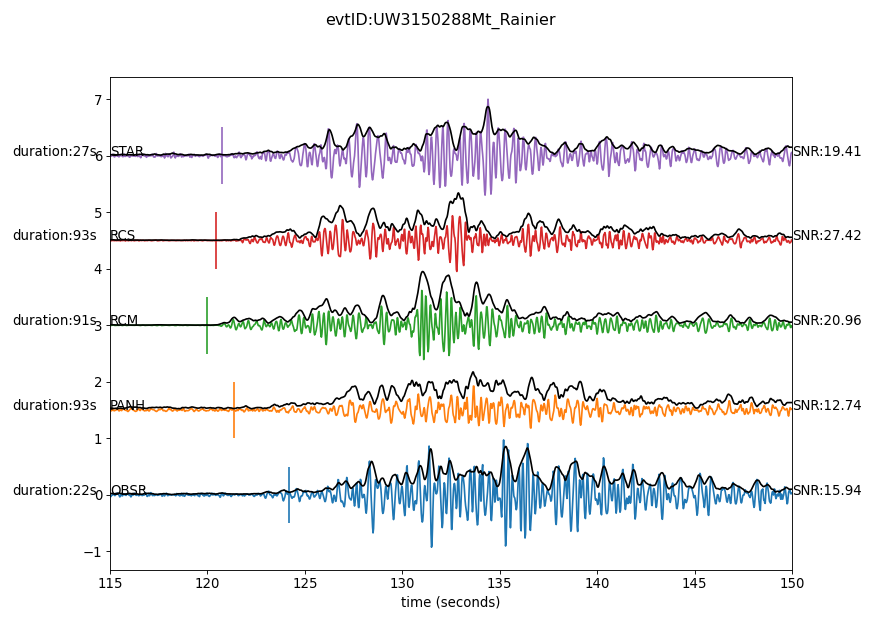 evtID:UW3150288Mt_Rainier
7
duration:27s 6 STAR SNR:19.41
5
duration:93s RCS SNR:27.42
4
duration:91s 3 RCM SNR:20.96
2
duration:93s PANH SNR:12.74
1
duration:22s 0 OBSR SNR:15.94
−1
115 120 125 130 135 140 145 150
time (seconds)